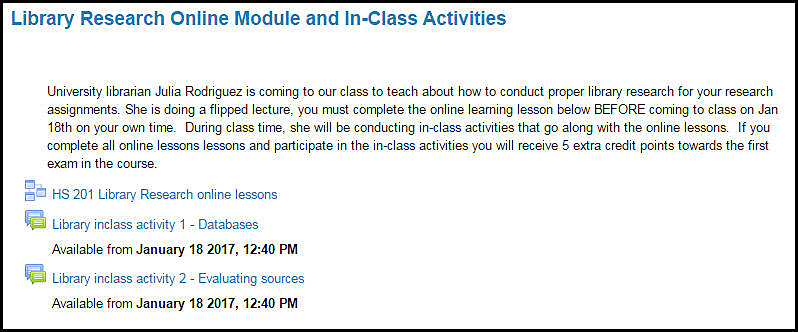 Library Research Online Module and In-Class Activities
University librarian Julia Rodriguez is coming to our class to teach about how to conduct proper library research for your research
assignments. She is doing a flipped lecture, you must complete the online learning lesson below BEFORE coming to class on Jan
18th on your own time.  During class time, she will be conducting in-class activities that go along with the online lessons.  If you
complete all online lessons lessons and participate in the in-class activities you will receive 5 extra credit points towards the first
exam in the course.
HS 201 Library Research online lessons
Library inclass activity 1 - Databases
Available from January 18 2017, 12:40 PM
Library inclass activity 2 - Evaluating sources
Available from January 18 2017, 12:40 PM